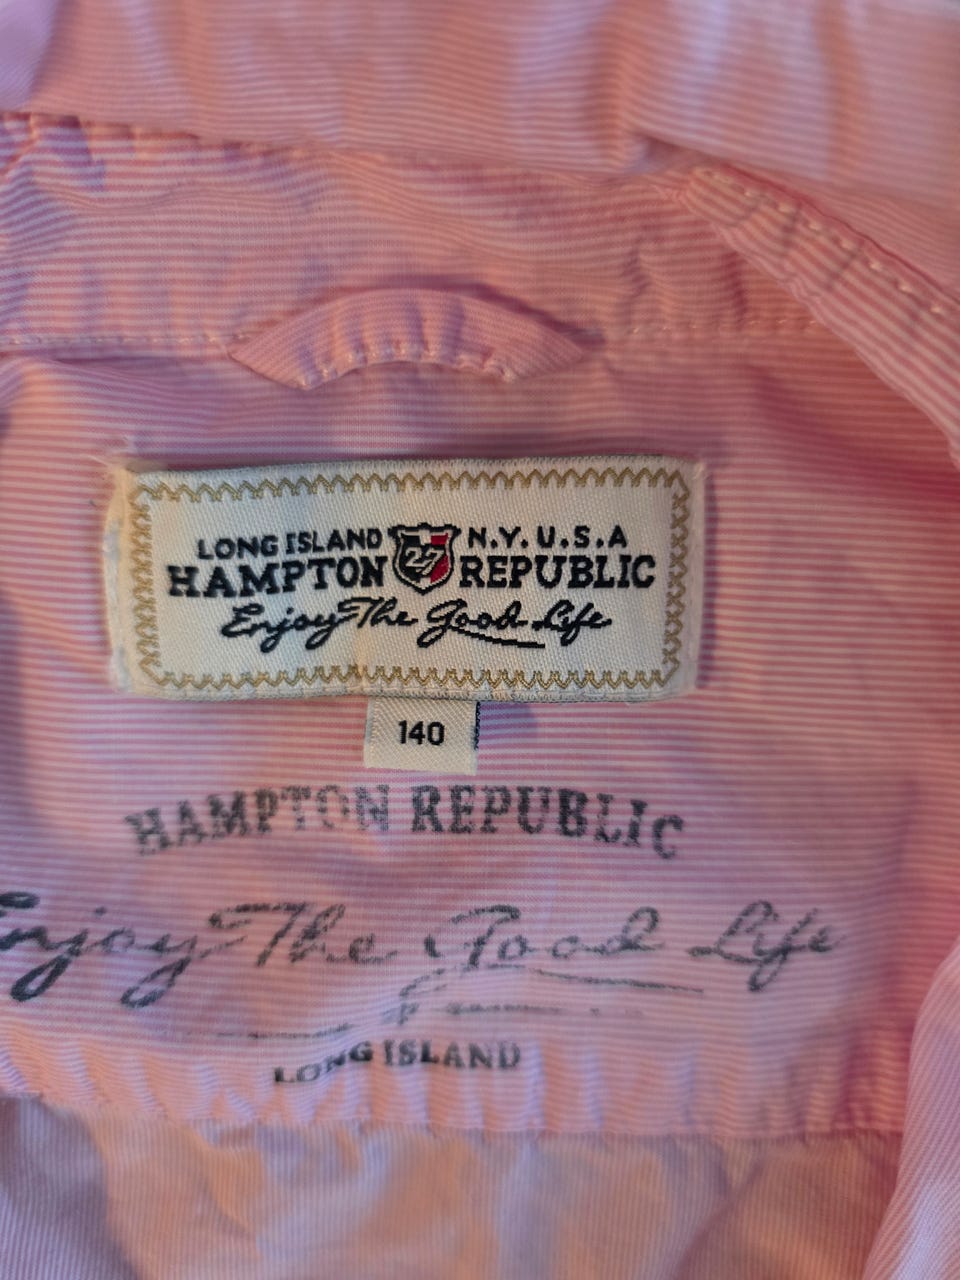 LONG ISLAND 27 N.Y. U.S.A
HAMPTON REPUBLIC
Enjoy The Good Life
140
HAMPTON REPUBLIC
Enjoy The Good Life
LONG ISLAND